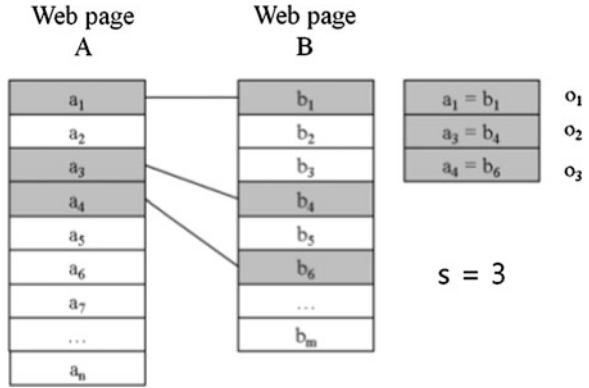 Web page
A
Web page
B
a₁
a₂
a₃
a₄
a₅
a₆
a₇
...
aₙ
b₁
b₂
b₃
b₄
b₅
b₆
...
bₘ
a₁ = b₁ o₁
a₃ = b₄ o₂
a₄ = b₆ o₃
s = 3